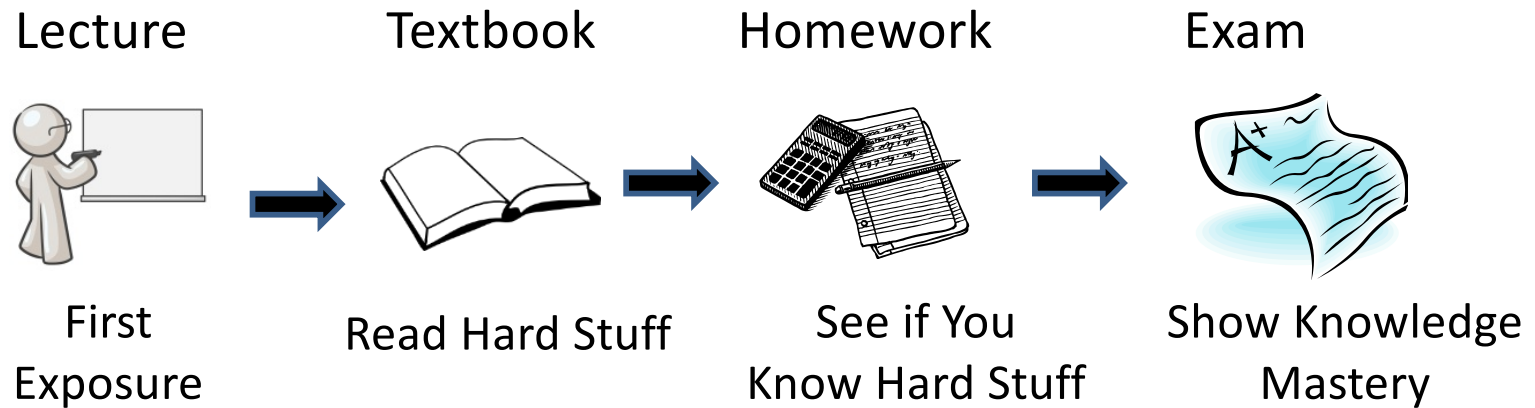 Lecture
Textbook
Homework
Exam
A+
First
Exposure
Read Hard Stuff
See if You
Know Hard Stuff
Show Knowledge
Mastery